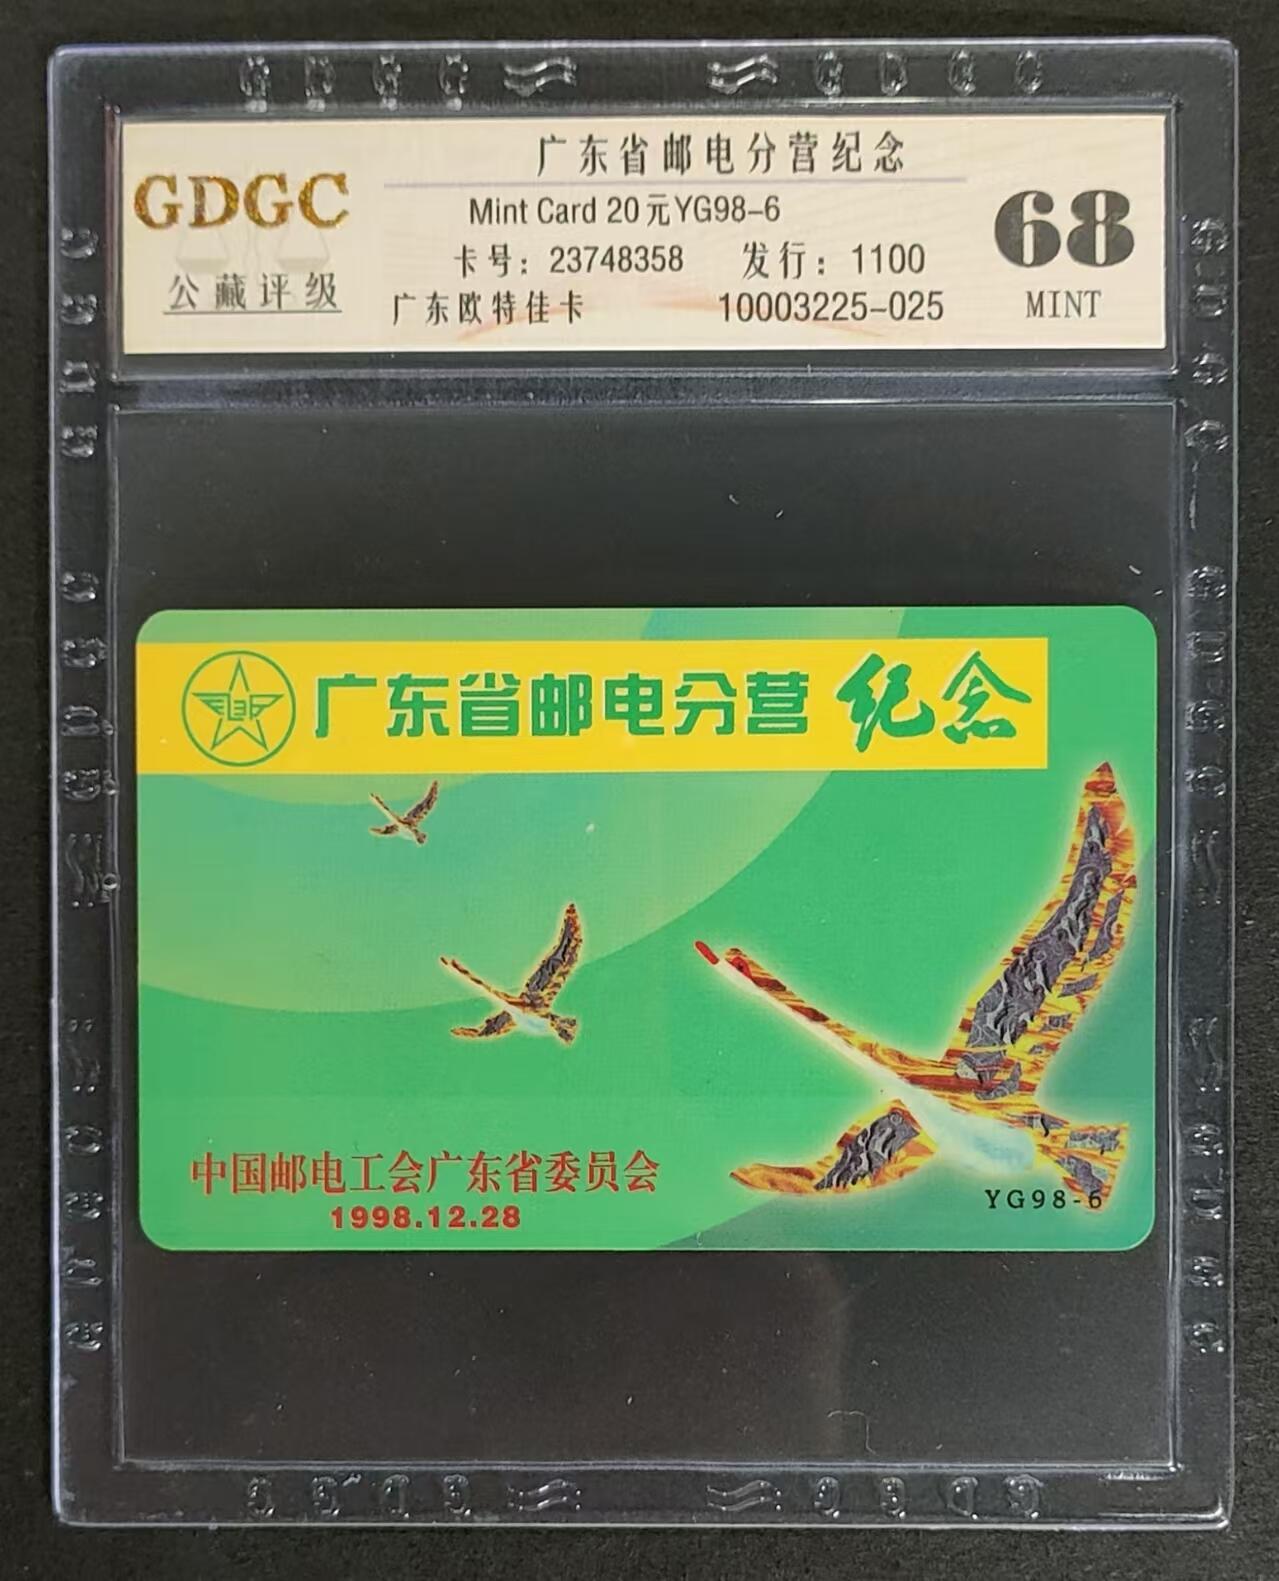 GDGC
公藏评级
广东省邮电分营纪念
Mint Card 20元YG98-6
卡号：23748358 发行：1100
广东欧特佳卡 10003225-025
68
MINT
广东省邮电分营 纪念
中国邮电工会广东省委员会
1998.12.28
YG98-6